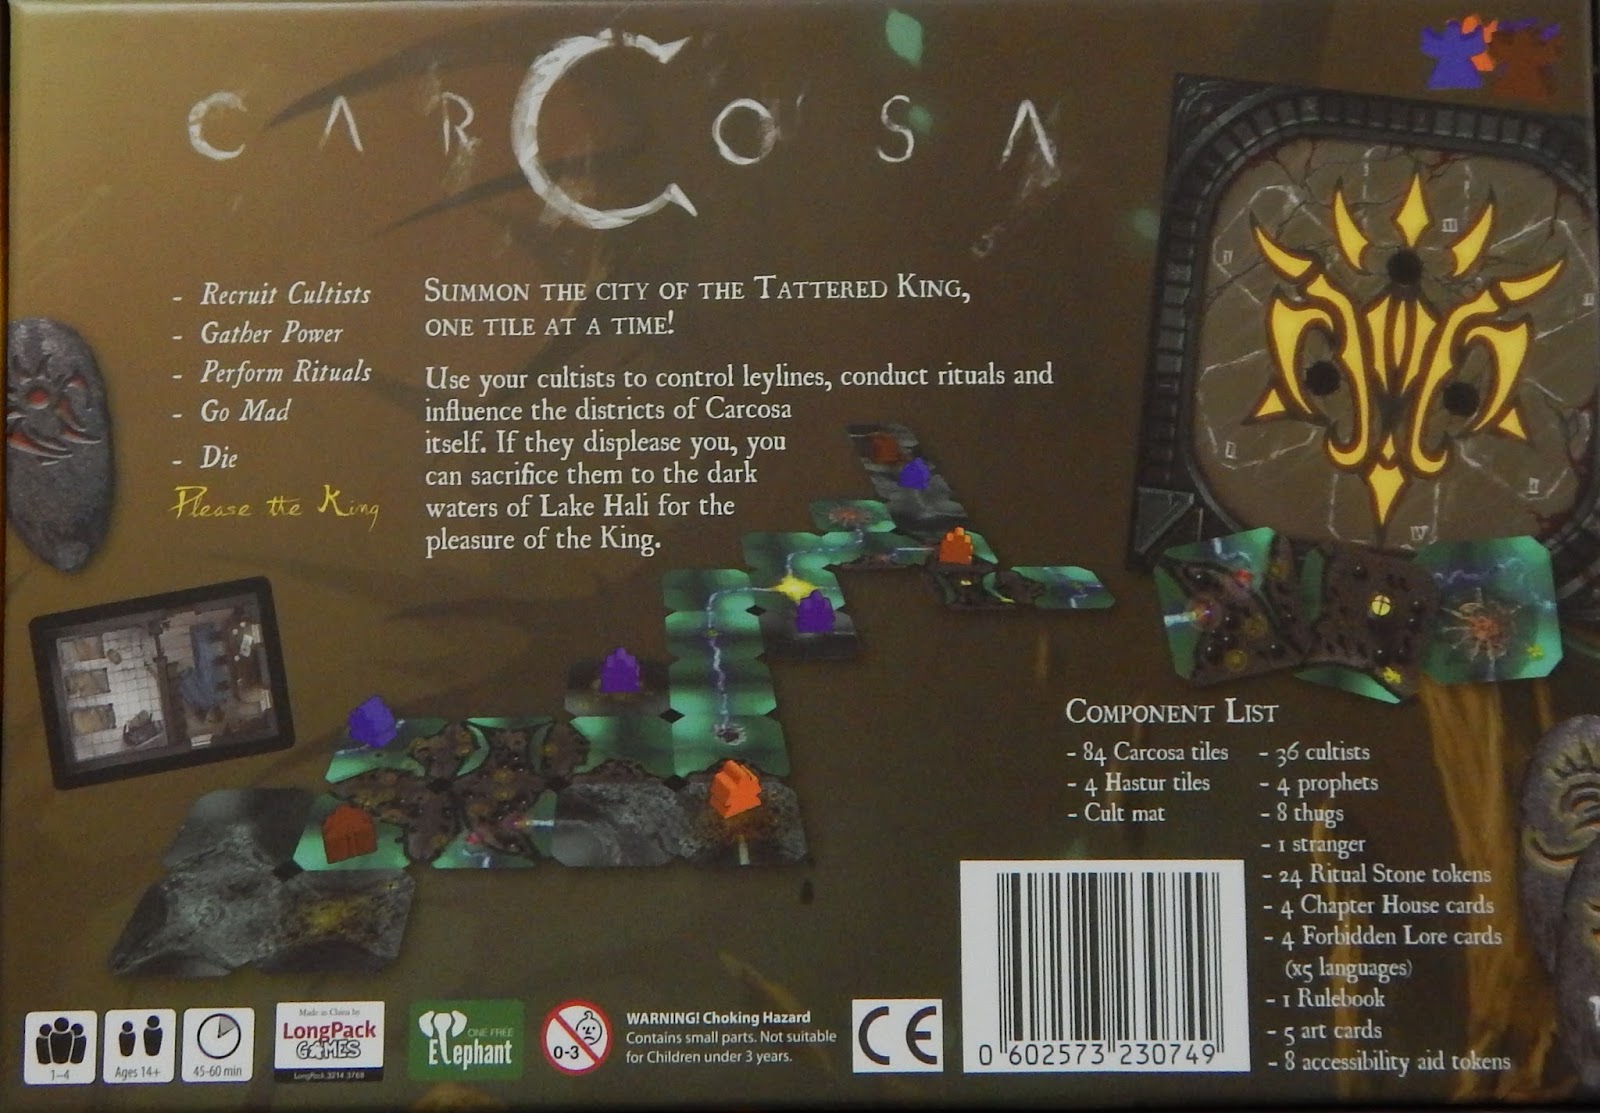 CARCOSA
- Recruit Cultists
- Gather Power
- Perform Rituals
- Go Mad
- Die
Please the King
SUMMON THE CITY OF THE TATTERED KING,
ONE TILE AT A TIME!
Use your cultists to control leylines, conduct rituals and
influence the districts of Carcosa
itself. If they displease you, you
can sacrifice them to the dark
waters of Lake Hali for the
pleasure of the King.
COMPONENT LIST
- 84 Carcosa tiles
- 4 Hastur tiles
- Cult mat
- 36 cultists
- 4 prophets
- 8 thugs
- 1 stranger
- 24 Ritual Stone tokens
- 4 Chapter House cards
- 4 Forbidden Lore cards
(x5 languages)
- 1 Rulebook
- 5 art cards
- 8 accessibility aid tokens
1-4
Ages 14+
45-60 min
Made in China by
LongPack
GAMES
LongPack 3214 3768
ONE FREE
Elephant
0-3
WARNING! Choking Hazard
Contains small parts. Not suitable
for Children under 3 years.
CE
0 602573 230749